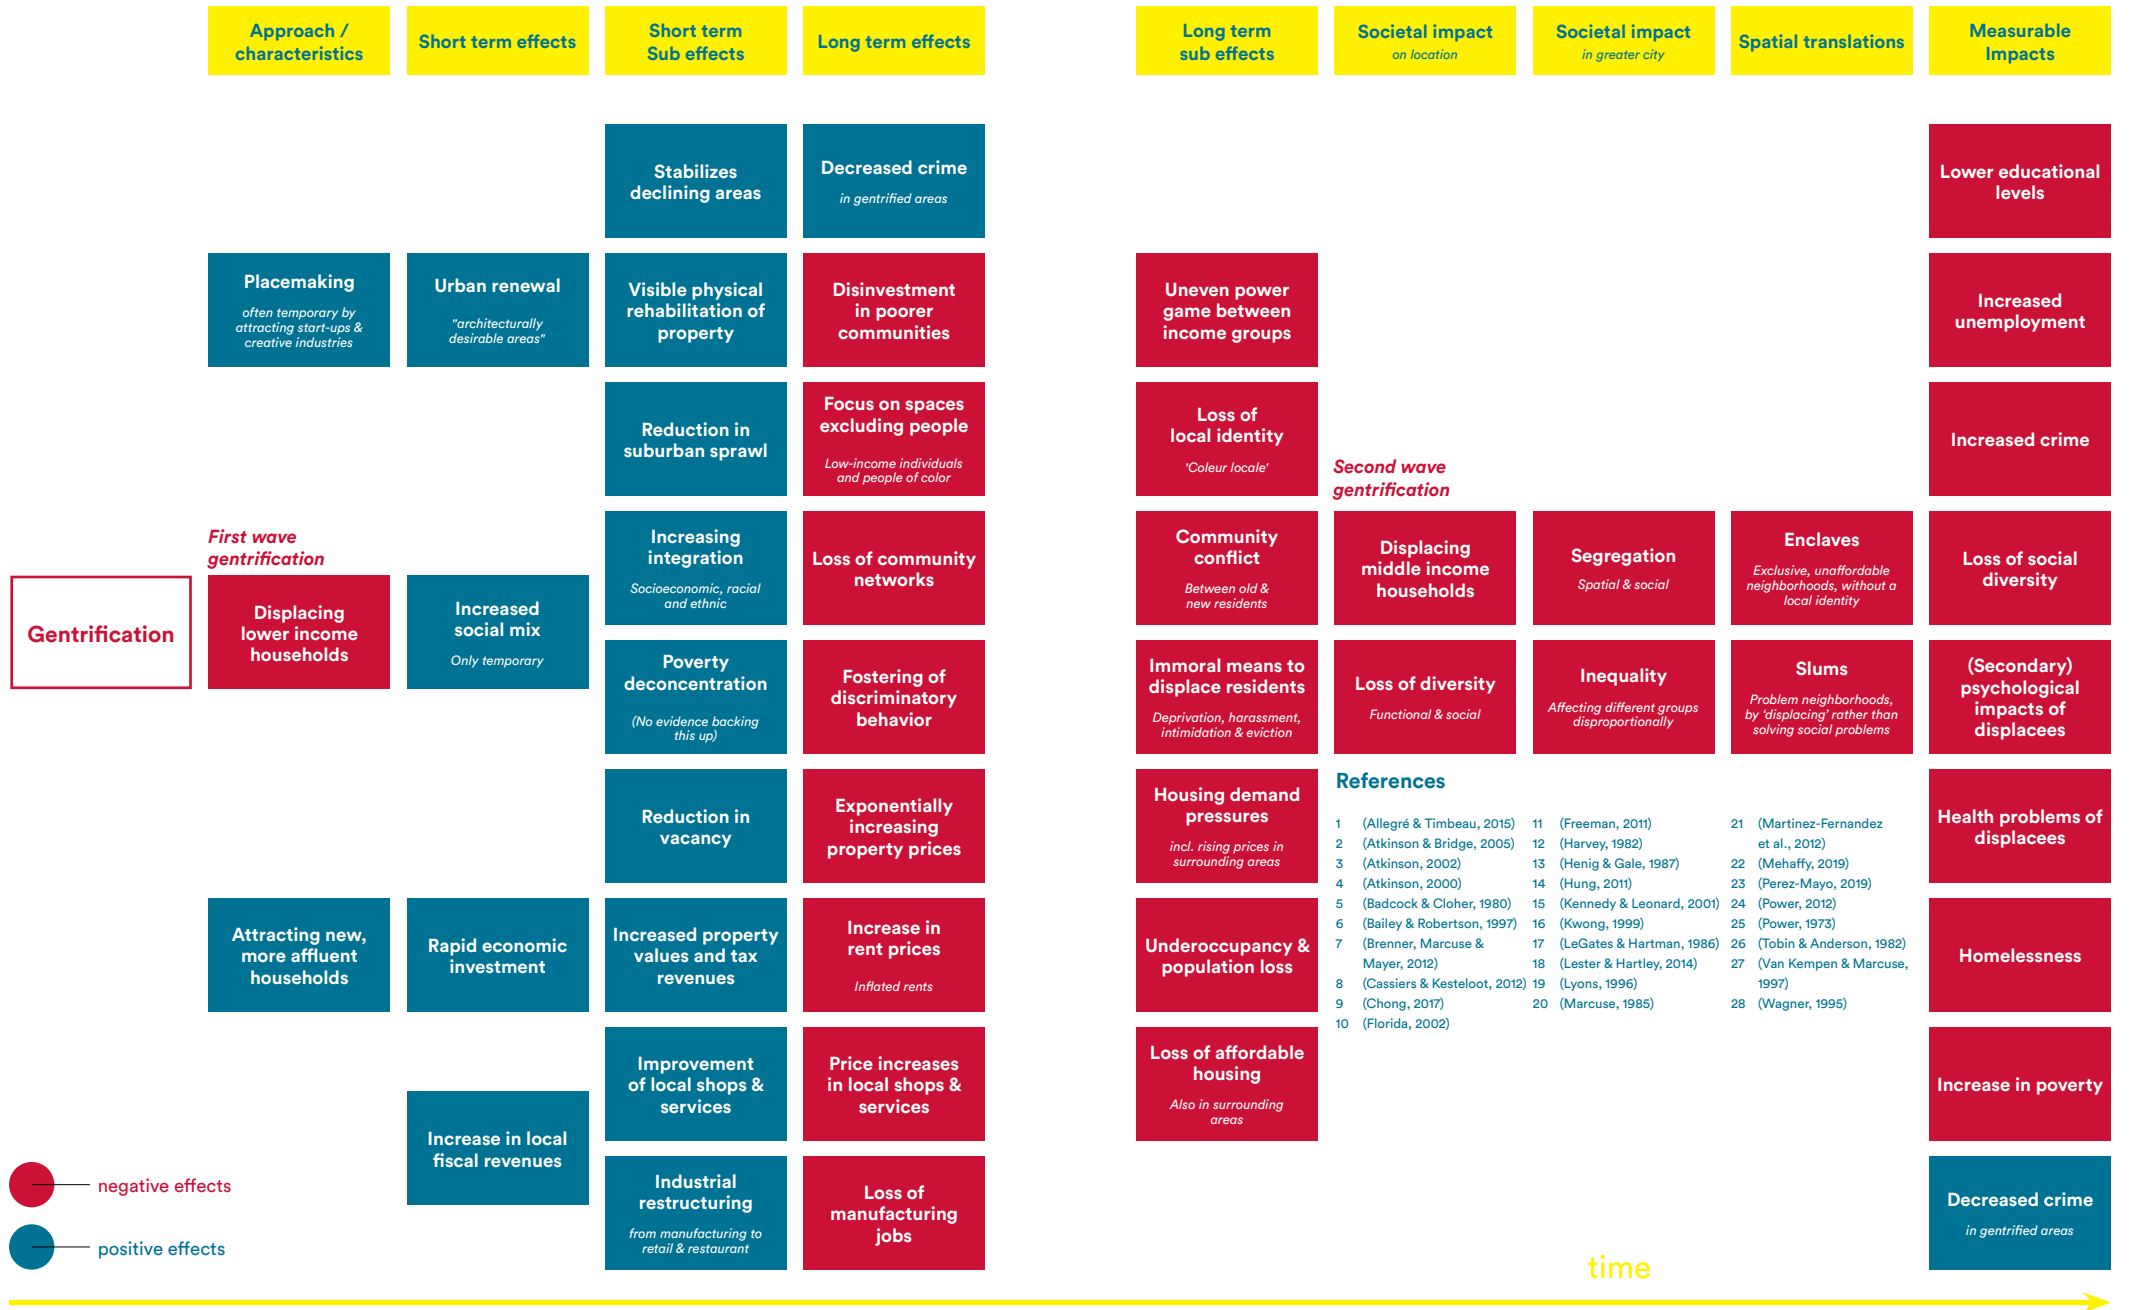 Approach /
characteristics
Short term effects
Short term
Sub effects
Long term effects
Long term
sub effects
Societal impact
on location
Societal impact
in greater city
Spatial translations
Measurable
Impacts
Gentrification
First wave
gentrification
Placemaking
often temporary by
attracting start-ups &
creative industries
Displacing
lower income
households
Attracting new,
more affluent
households
Urban renewal
"architecturally
desirable areas"
Increased
social mix
Only temporary
Rapid economic
investment
Increase in local
fiscal revenues
Stabilizes
declining areas
Visible physical
rehabilitation of
property
Reduction in
suburban sprawl
Increasing
integration
Socioeconomic, racial
and ethnic
Poverty
deconcentration
(No evidence backing
this up)
Reduction in
vacancy
Increased property
values and tax
revenues
Improvement
of local shops &
services
Industrial
restructuring
from manufacturing to
retail & restaurant
Decreased crime
in gentrified areas
Disinvestment
in poorer
communities
Focus on spaces
excluding people
Low-income individuals
and people of color
Loss of community
networks
Fostering of
discriminatory
behavior
Exponentially
increasing
property prices
Increase in
rent prices
Inflated rents
Price increases
in local shops &
services
Loss of
manufacturing
jobs
Uneven power
game between
income groups
Loss of
local identity
'Coleur locale'
Community
conflict
Between old &
new residents
Immoral means to
displace residents
Deprivation, harassment,
intimidation & eviction
Housing demand
pressures
incl. rising prices in
surrounding areas
Underoccupancy &
population loss
Loss of affordable
housing
Also in surrounding
areas
Second wave
gentrification
Displacing
middle income
households
Loss of diversity
Functional & social
Segregation
Spatial & social
Inequality
Affecting different groups
disproportionally
Enclaves
Exclusive, unaffordable
neighborhoods, without a
local identity
Slums
Problem neighborhoods,
by 'displacing' rather than
solving social problems
Lower educational
levels
Increased
unemployment
Increased crime
Loss of social
diversity
(Secondary)
psychological
impacts of
displacees
Health problems of
displacees
Homelessness
Increase in poverty
Decreased crime
in gentrified areas
References
1 (Allegré & Timbeau, 2015)
2 (Atkinson & Bridge, 2005)
3 (Atkinson, 2002)
4 (Atkinson, 2000)
5 (Badcock & Cloher, 1980)
6 (Bailey & Robertson, 1997)
7 (Brenner, Marcuse &
Mayer, 2012)
8 (Cassiers & Kesteloot, 2012)
9 (Chong, 2017)
10 (Florida, 2002)
11 (Freeman, 2011)
12 (Harvey, 1982)
13 (Henig & Gale, 1987)
14 (Hung, 2011)
15 (Kennedy & Leonard, 2001)
16 (Kwong, 1999)
17 (LeGates & Hartman, 1986)
18 (Lester & Hartley, 2014)
19 (Lyons, 1996)
20 (Marcuse, 1985)
21 (Martinez-Fernandez
et al., 2012)
22 (Mehaffy, 2019)
23 (Perez-Mayo, 2019)
24 (Power, 2012)
25 (Power, 1973)
26 (Tobin & Anderson, 1982)
27 (Van Kempen & Marcuse,
1997)
28 (Wagner, 1995)
negative effects
positive effects
time